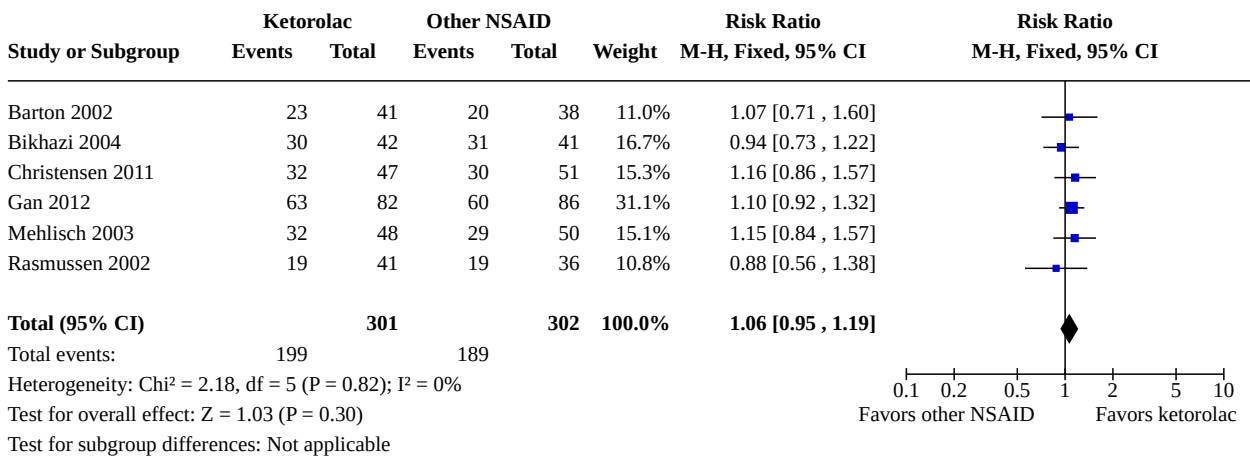 Ketorolac Other NSAID Risk Ratio Risk Ratio
Study or Subgroup Events Total Events Total Weight M-H, Fixed, 95% CI M-H, Fixed, 95% CI
Barton 2002 23 41 20 38 11.0% 1.07 [0.71 , 1.60]
Bikhazi 2004 30 42 31 41 16.7% 0.94 [0.73 , 1.22]
Christensen 2011 32 47 30 51 15.3% 1.16 [0.86 , 1.57]
Gan 2012 63 82 60 86 31.1% 1.10 [0.92 , 1.32]
Mehlisch 2003 32 48 29 50 15.1% 1.15 [0.84 , 1.57]
Rasmussen 2002 19 41 19 36 10.8% 0.88 [0.56 , 1.38]
Total (95% CI) 301 302 100.0% 1.06 [0.95 , 1.19]
Total events: 199 189
Heterogeneity: Chi² = 2.18, df = 5 (P = 0.82); I² = 0%
0.1 0.2 0.5 1 2 5 10
Test for overall effect: Z = 1.03 (P = 0.30)
Favors other NSAID Favors ketorolac
Test for subgroup differences: Not applicable